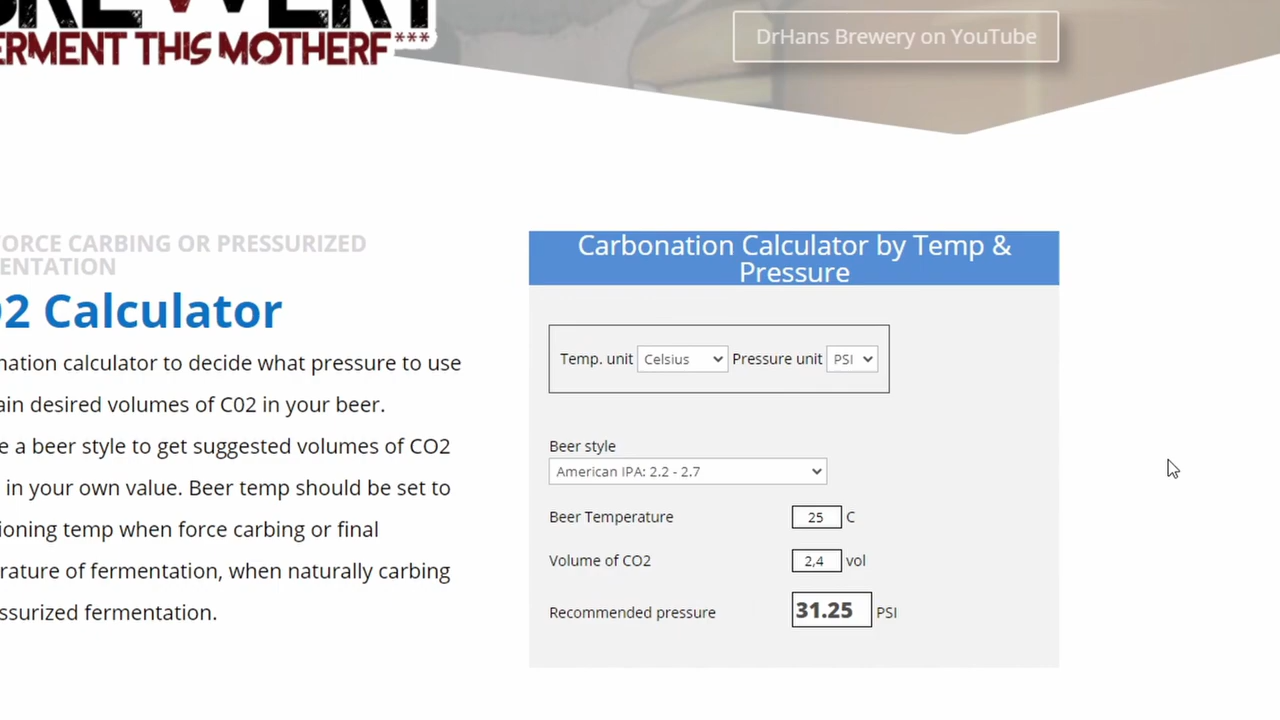 ERMENT THIS MOTHERF***
DrHans Brewery on YouTube
FORCE CARBING OR PRESSURIZED
ENTATION
2 Calculator
nation calculator to decide what pressure to use
ain desired volumes of C02 in your beer.
e a beer style to get suggested volumes of CO2
in your own value. Beer temp should be set to
ioning temp when force carbing or final
rature of fermentation, when naturally carbing
ssurized fermentation.
Carbonation Calculator by Temp &
Pressure
Temp. unit Celsius Pressure unit PSI
Beer style
American IPA: 2.2 - 2.7
Beer Temperature 25 C
Volume of CO2 2,4 vol
Recommended pressure 31.25 PSI